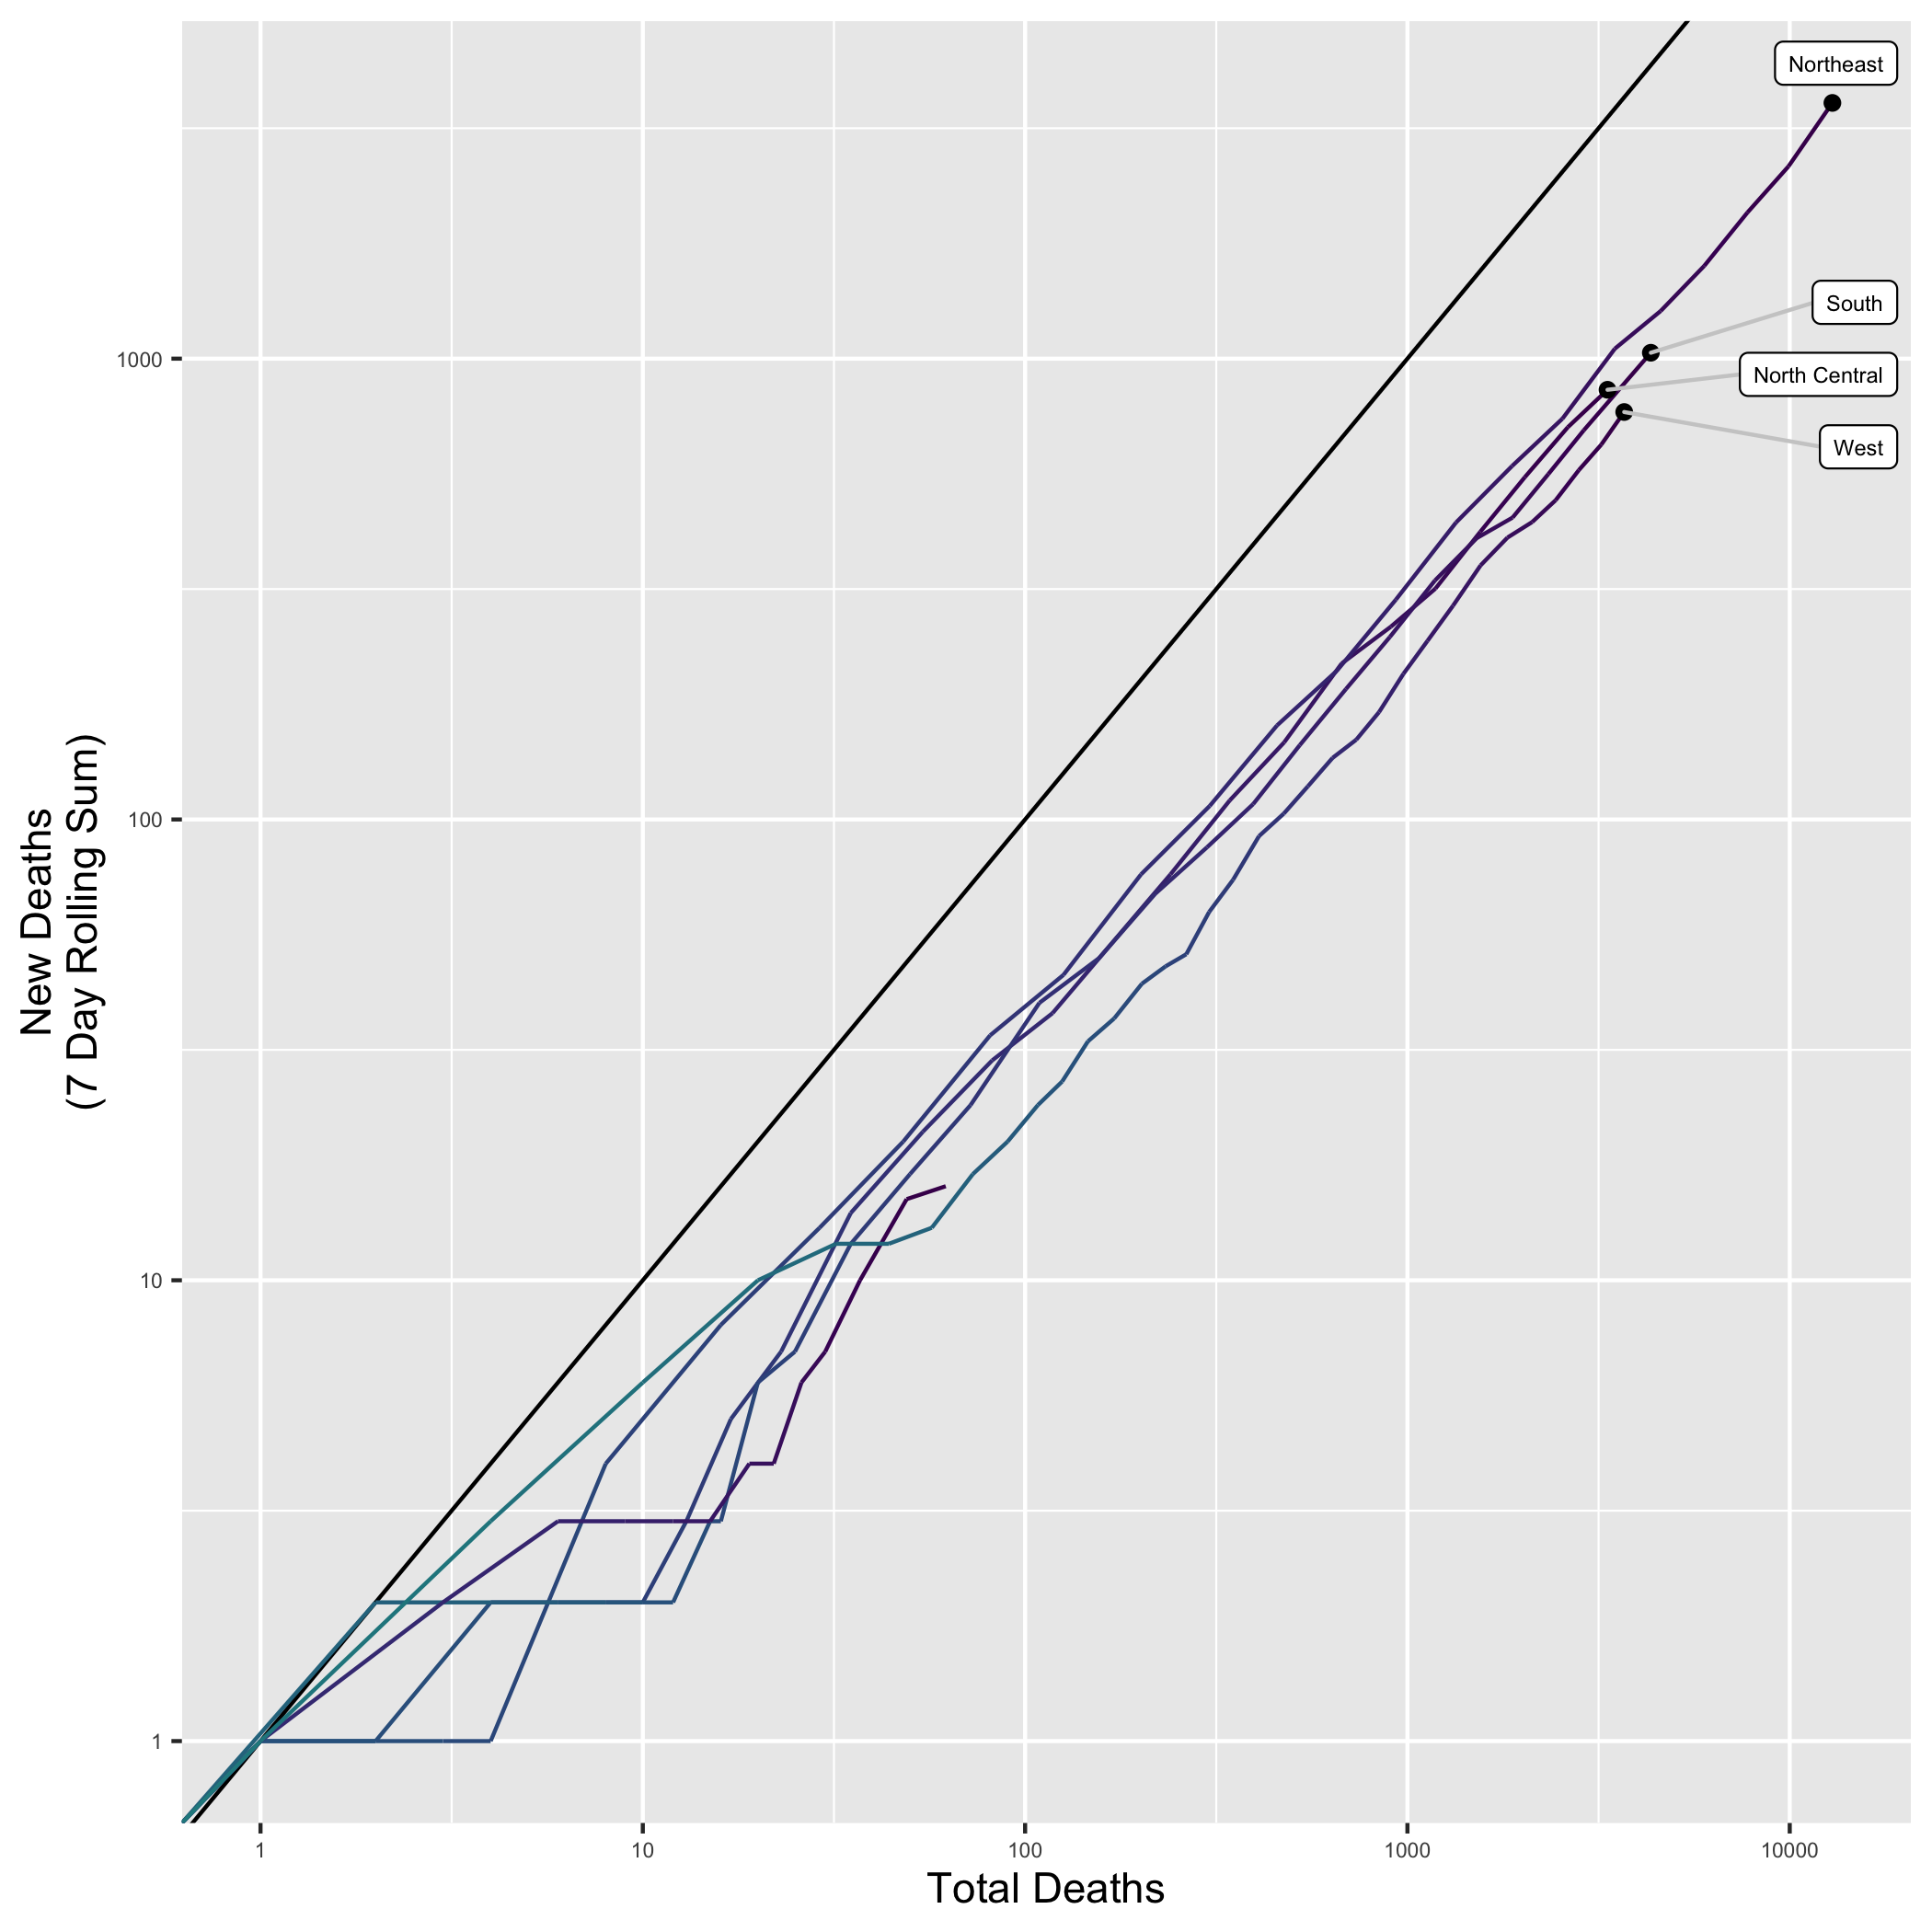 Northeast
South
North Central
West
1000
100
10
1
New Deaths
(7 Day Rolling Sum)
1
10
100
1000
10000
Total Deaths